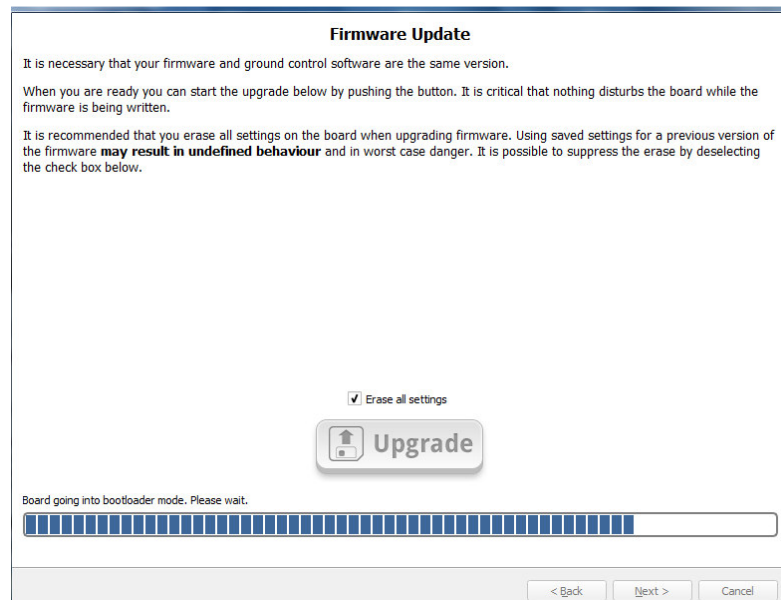 Firmware Update
It is necessary that your firmware and ground control software are the same version.
When you are ready you can start the upgrade below by pushing the button. It is critical that nothing disturbs the board while the
firmware is being written.
It is recommended that you erase all settings on the board when upgrading firmware. Using saved settings for a previous version of
the firmware may result in undefined behaviour and in worst case danger. It is possible to suppress the erase by deselecting
the check box below.
Erase all settings
Upgrade
Board going into bootloader mode. Please wait.
< Back Next > Cancel